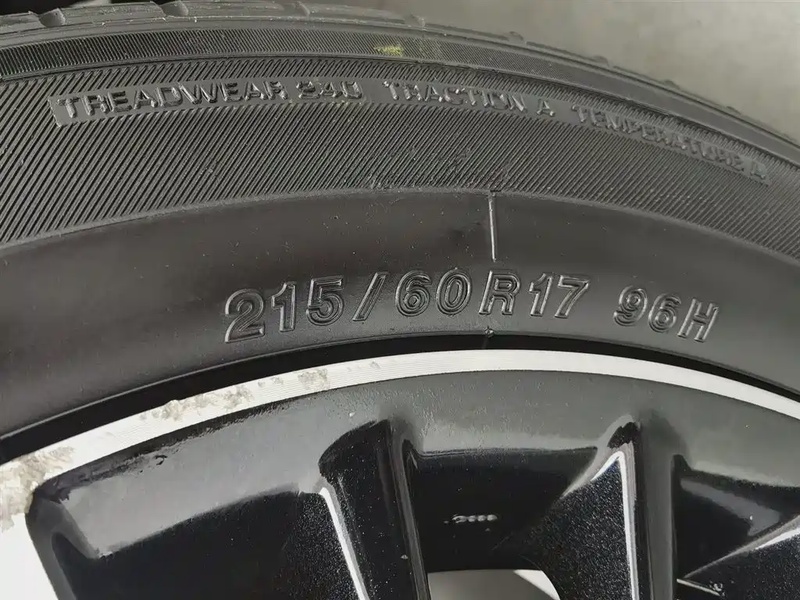 TREADWEAR 240 TRACTION A TEMPERATURE A
215/60R17 96H